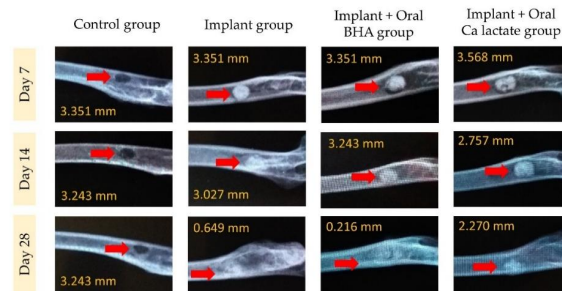 Control group
Implant group
Implant + Oral
BHA group
Implant + Oral
Ca lactate group
Day 7
3.351 mm
3.351 mm
3.351 mm
3.568 mm
Day 14
3.243 mm
3.027 mm
3.243 mm
2.757 mm
Day 28
3.243 mm
0.649 mm
0.216 mm
2.270 mm